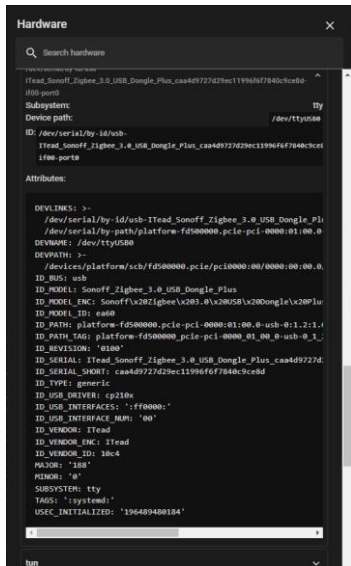 Hardware
Search hardware
ITead_Sonoff_Zigbee_3.0_USB_Dongle_Plus_caa4d9727d29ec11996f6f7840c9ce8d-
if00-port0
Subsystem: tty
Device path: /dev/ttyUSB0
ID: /dev/serial/by-id/usb-
ITead_Sonoff_Zigbee_3.0_USB_Dongle_Plus_caa4d9727d29ec11996f6f7840c9ce8
if00-port0
Attributes:
DEVLINKS: >-
/dev/serial/by-id/usb-ITead_Sonoff_Zigbee_3.0_USB_Dongle_Pl
/dev/serial/by-path/platform-fd500000.pcie-pci-0000:01:00.0-
DEVNAME: /dev/ttyUSB0
DEVPATH: >-
/devices/platform/scb/fd500000.pcie/pci0000:00/0000:00:00.0,
ID_BUS: usb
ID_MODEL: Sonoff_Zigbee_3.0_USB_Dongle_Plus
ID_MODEL_ENC: Sonoff\x20Zigbee\x203.0\x20USB\x20Dongle\x20Plu
ID_MODEL_ID: ea60
ID_PATH: platform-fd500000.pcie-pci-0000:01:00.0-usb-0:1.2:1.
ID_PATH_TAG: platform-fd500000_pcie-pci-0000_01_00_0-usb-0_1_
ID_REVISION: '0100'
ID_SERIAL: ITead_Sonoff_Zigbee_3.0_USB_Dongle_Plus_caa4d9727d
ID_SERIAL_SHORT: caa4d9727d29ec11996f6f7840c9ce8d
ID_TYPE: generic
ID_USB_DRIVER: cp210x
ID_USB_INTERFACES: ':ff0000:'
ID_USB_INTERFACE_NUM: '00'
ID_VENDOR: ITead
ID_VENDOR_ENC: ITead
ID_VENDOR_ID: 10c4
MAJOR: '188'
MINOR: '0'
SUBSYSTEM: tty
TAGS: ':systemd:'
USEC_INITIALIZED: '196489480184'
tun